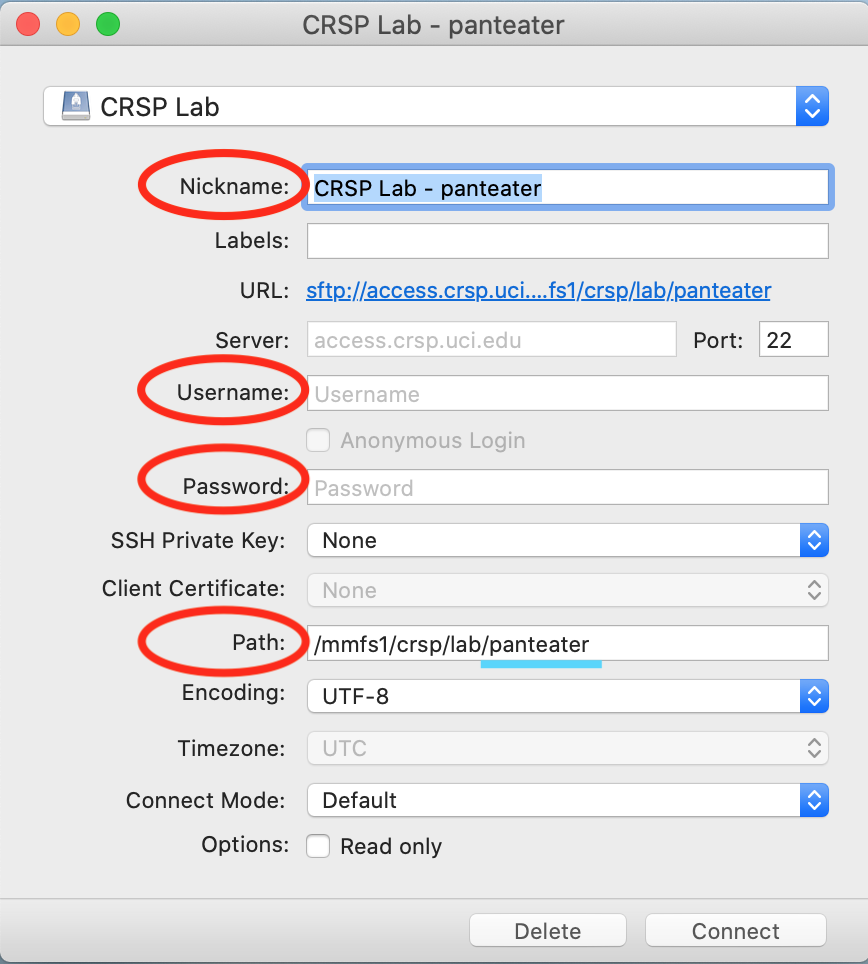 CRSP Lab - panteater
CRSP Lab
Nickname: CRSP Lab - panteater
Labels:
URL: sftp://access.crsp.uci....fs1/crsp/lab/panteater
Server: access.crsp.uci.edu Port: 22
Username: Username
Anonymous Login
Password: Password
SSH Private Key: None
Client Certificate: None
Path: /mmfs1/crsp/lab/panteater
Encoding: UTF-8
Timezone: UTC
Connect Mode: Default
Options: Read only
Delete Connect